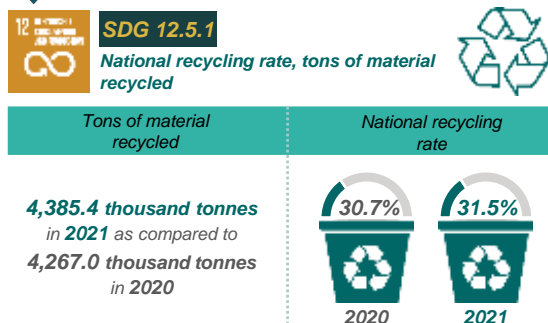 12
SDG 12.5.1
National recycling rate, tons of material
recycled
Tons of material
recycled
4,385.4 thousand tonnes
in 2021 as compared to
4,267.0 thousand tonnes
in 2020
National recycling
rate
30.7%
31.5%
2020
2021